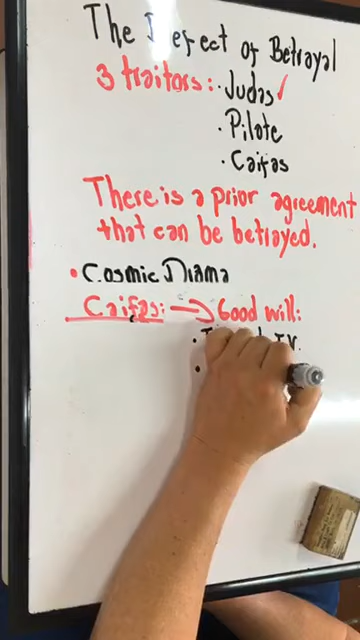 The Defect of Betrayal
3 traitors: · Judas ✓
· Pilate
· Caifas
There is a prior agreement
that can be betrayed.
• Cosmic Drama
Caifas: → Good will: